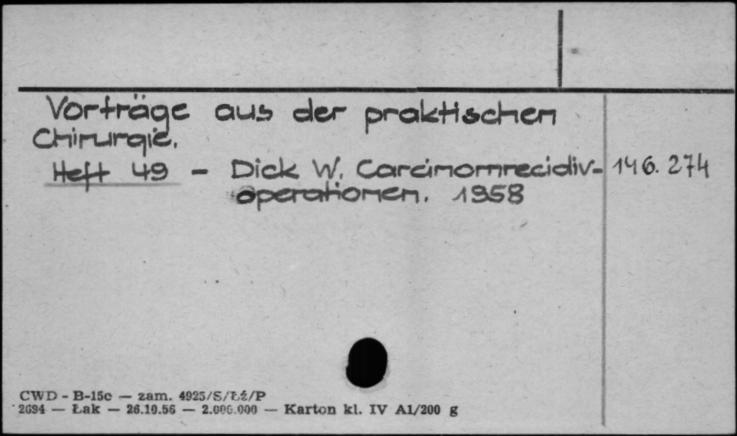 Vorträge aus der praktischen
Chirurgie.
Heft 49 - Dick W. Carcinomrecidiv- 146.274
operationen. 1958
CWD - B-15c — zam. 4925/S/Łź/P
2694 — Łak — 26.10.56 — 2.000.000 — Karton kl. IV A1/200 g